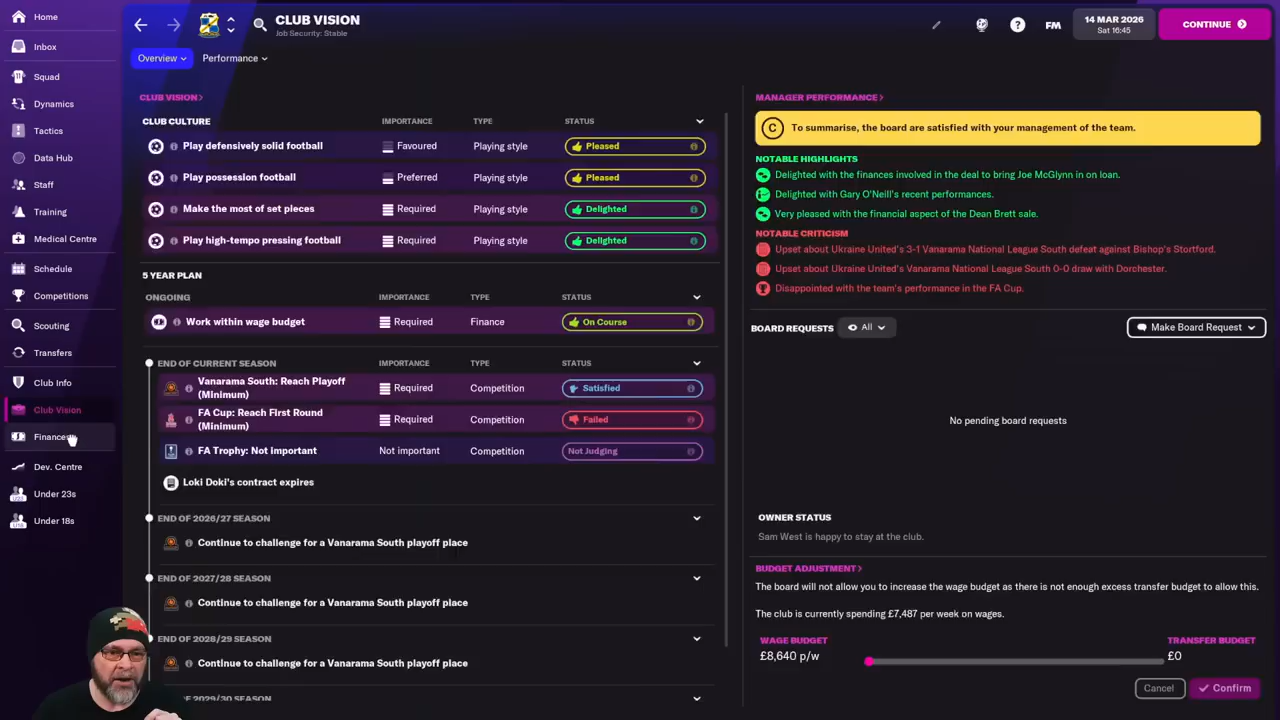 Home
Inbox
Squad
Dynamics
Tactics
Data Hub
Staff
Training
Medical Centre
Schedule
Competitions
Scouting
Transfers
Club Info
Club Vision
Finances
Dev. Centre
Under 23s
Under 18s
CLUB VISION
Job Security: Stable
FM
14 MAR 2026
Sat 16:45
CONTINUE
Overview
Performance
CLUB VISION
CLUB CULTURE IMPORTANCE TYPE STATUS
Play defensively solid football Favoured Playing style Pleased
Play possession football Preferred Playing style Pleased
Make the most of set pieces Required Playing style Delighted
Play high-tempo pressing football Required Playing style Delighted
5 YEAR PLAN
ONGOING IMPORTANCE TYPE STATUS
Work within wage budget Required Finance On Course
END OF CURRENT SEASON IMPORTANCE TYPE STATUS
Vanarama South: Reach Playoff
(Minimum) Required Competition Satisfied
FA Cup: Reach First Round
(Minimum) Required Competition Failed
FA Trophy: Not important Not important Competition Not Judging
Loki Doki's contract expires
END OF 2026/27 SEASON
Continue to challenge for a Vanarama South playoff place
END OF 2027/28 SEASON
Continue to challenge for a Vanarama South playoff place
END OF 2028/29 SEASON
Continue to challenge for a Vanarama South playoff place
END OF 2029/30 SEASON
MANAGER PERFORMANCE
C To summarise, the board are satisfied with your management of the team.
NOTABLE HIGHLIGHTS
Delighted with the finances involved in the deal to bring Joe McGlynn in on loan.
Delighted with Gary O'Neill's recent performances.
Very pleased with the financial aspect of the Dean Brett sale.
NOTABLE CRITICISM
Upset about Ukraine United's 3-1 Vanarama National League South defeat against Bishop's Stortford.
Upset about Ukraine United's Vanarama National League South 0-0 draw with Dorchester.
Disappointed with the team's performance in the FA Cup.
BOARD REQUESTS All Make Board Request
No pending board requests
OWNER STATUS
Sam West is happy to stay at the club.
BUDGET ADJUSTMENT
The board will not allow you to increase the wage budget as there is not enough excess transfer budget to allow this.
The club is currently spending £7,487 per week on wages.
WAGE BUDGET TRANSFER BUDGET
£8,640 p/w £0
Cancel Confirm